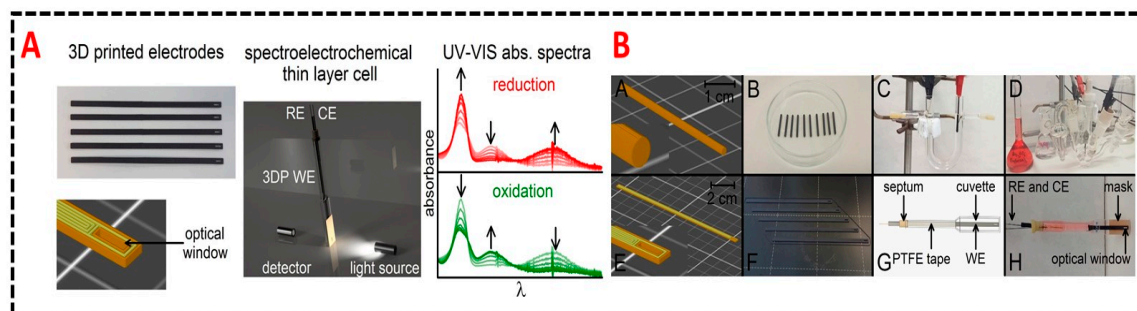 A
3D printed electrodes
optical
window
spectroelectrochemical
thin layer cell
RE
CE
3DP WE
detector
light source
UV-VIS abs. spectra
absorbance
reduction
oxidation
λ
B
A
1 cm
B
C
D
E
2 cm
F
septum
cuvette
G
PTFE tape
WE
RE and CE
mask
H
optical window